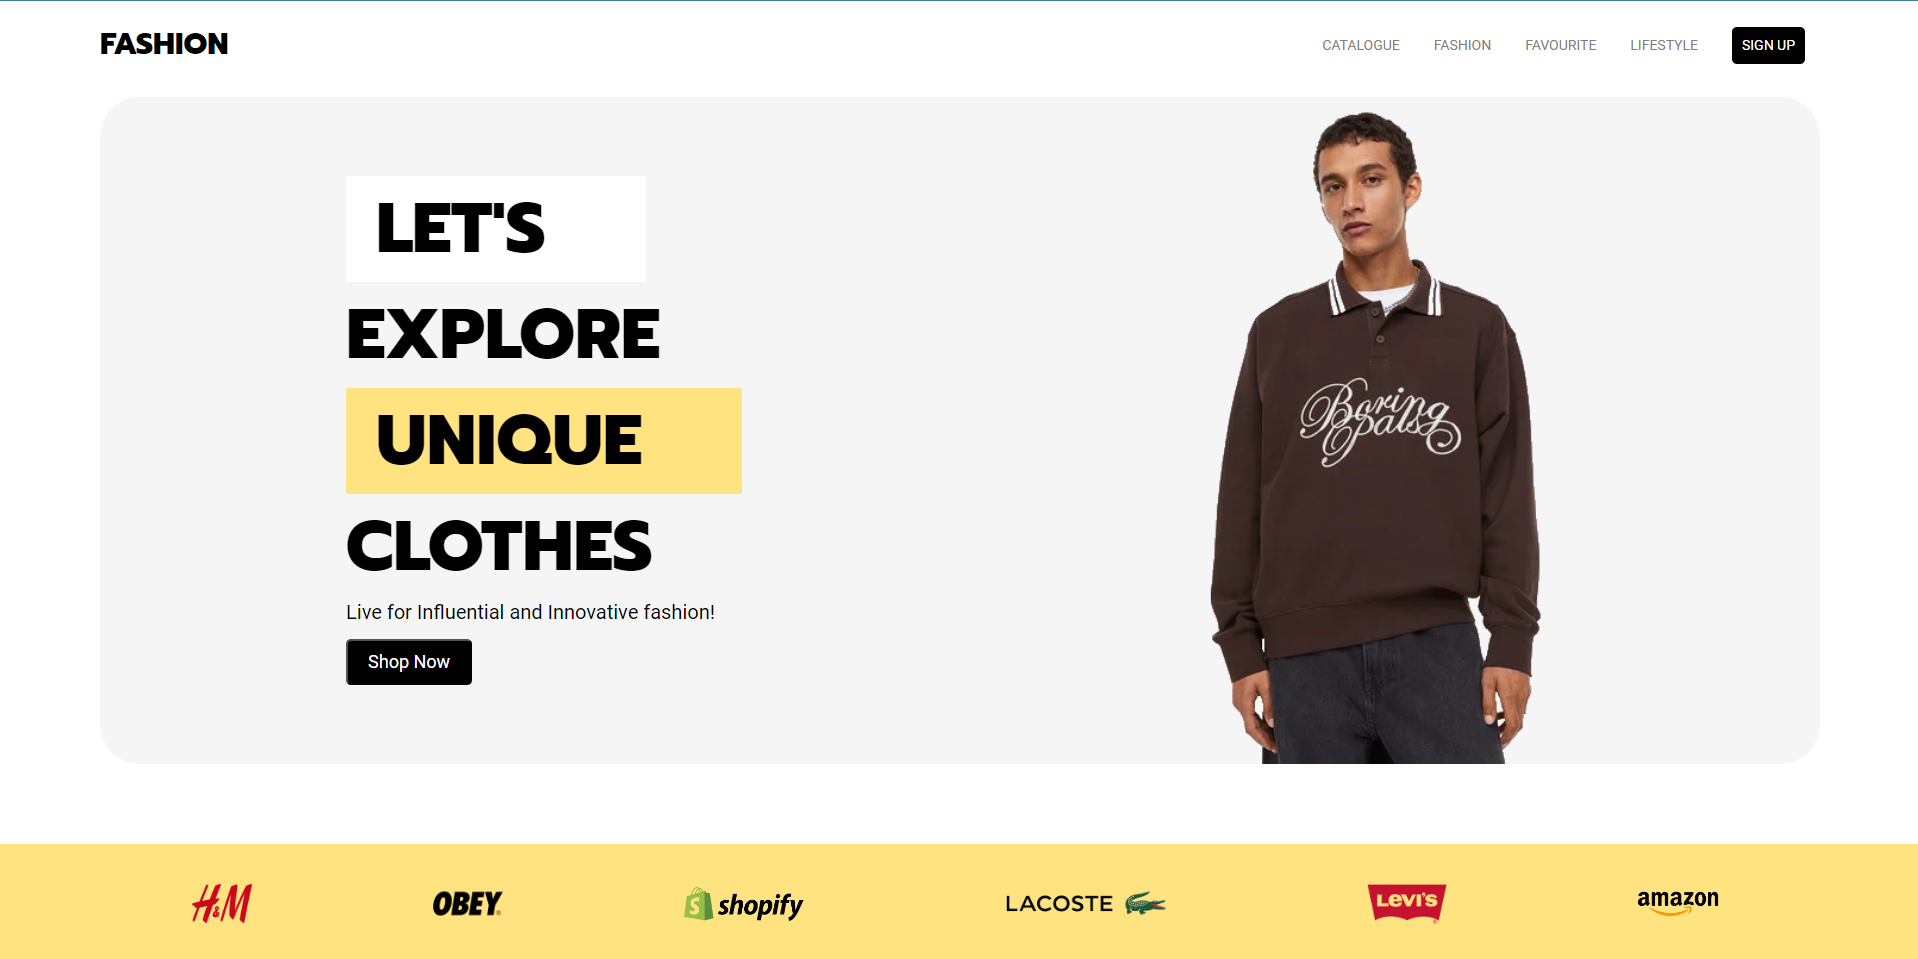 FASHION
CATALOGUE FASHION FAVOURITE LIFESTYLE SIGN UP
LET'S
EXPLORE
UNIQUE
CLOTHES
Live for Influential and Innovative fashion!
Shop Now
Boring
Pals
H&M OBEY shopify LACOSTE Levi's amazon